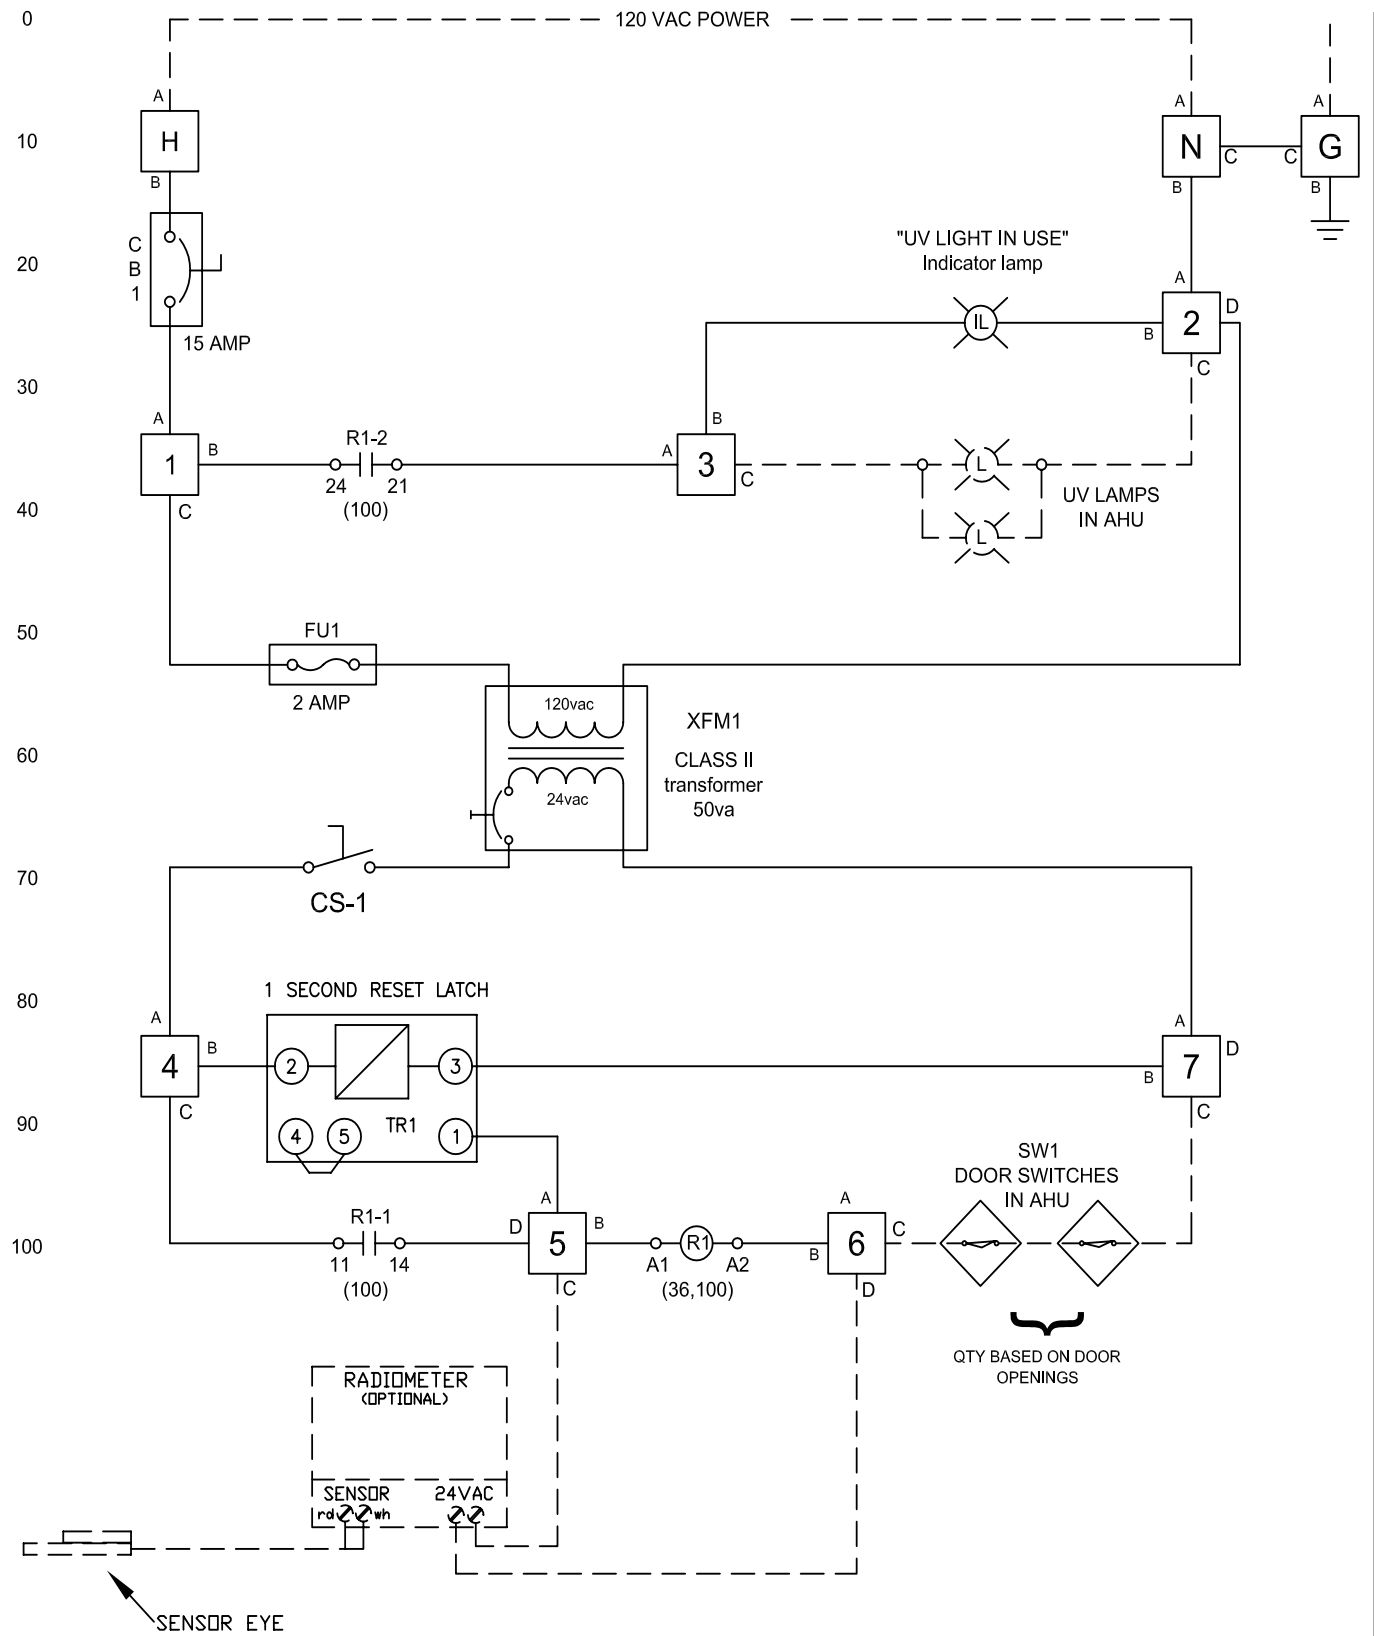 0
120 VAC POWER
A
A
A
10
H
N
C
C
G
B
B
B
C
B
1
"UV LIGHT IN USE"
Indicator lamp
20
A
D
IL
B
2
15 AMP
C
30
A
R1-2
B
1
B
A
3
L
C
24
21
(100)
C
UV LAMPS
IN AHU
40
L
50
FU1
2 AMP
120vac
XFM1
60
CLASS II
transformer
50va
24vac
70
CS-1
80
1 SECOND RESET LATCH
A
A
B
D
4
2
3
B
7
C
C
90
4
5
TR1
1
SW1
DOOR SWITCHES
IN AHU
A
A
R1-1
D
B
C
100
5
R1
B
6
11
14
A1
A2
C
D
(100)
(36,100)
QTY BASED ON DOOR
OPENINGS
RADIOMETER
(OPTIONAL)
SENSOR
24VAC
rd
wh
SENSOR EYE